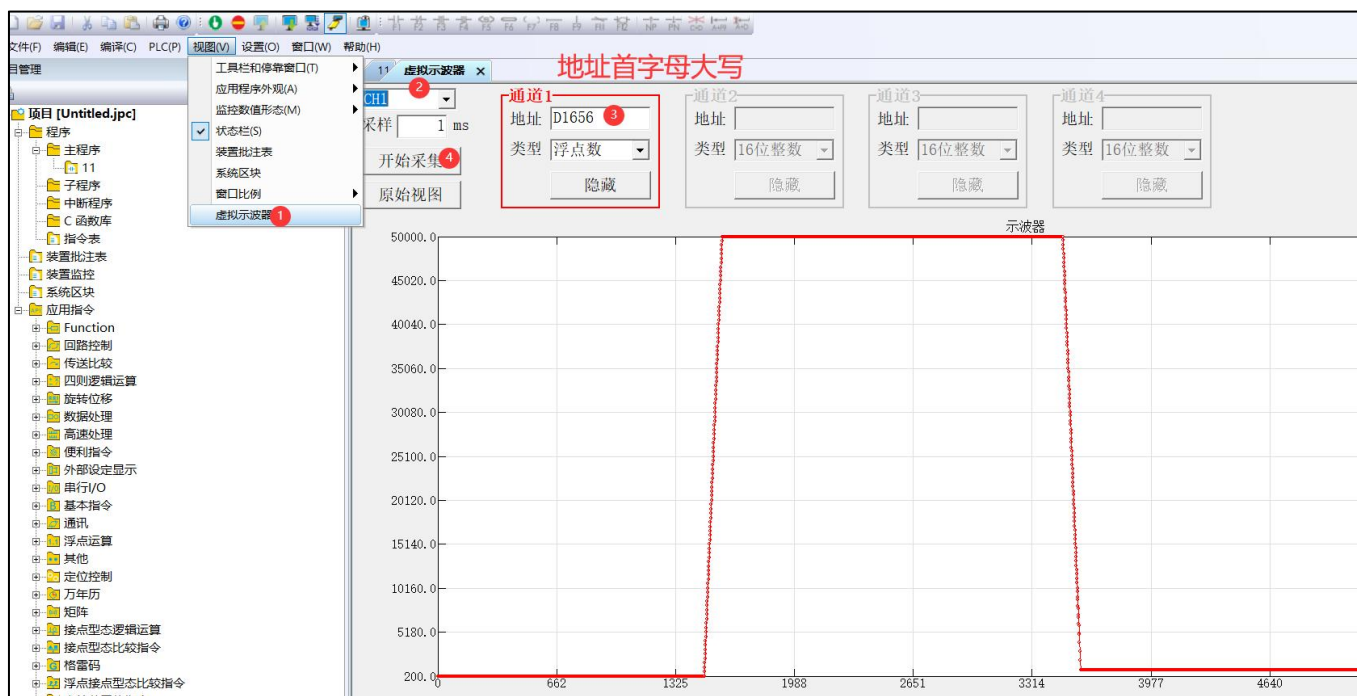 文件(F) 编辑(E) 编译(C) PLC(P) 视图(V) 设置(O) 窗口(W) 帮助(H)
目管理
项目 [Untitled.jpc]
程序
主程序
11
子程序
中断程序
C 函数库
指令表
装置批注表
装置监控
系统区块
应用指令
Function
回路控制
传送比较
四则逻辑运算
旋转位移
数据处理
高速处理
便利指令
外部设定显示
串行I/O
基本指令
通讯
浮点运算
其他
定位控制
万年历
矩阵
接点型态逻辑运算
接点型态比较指令
格雷码
浮点接点型态比较指令
工具栏和停靠窗口(T)
应用程序外观(A)
监控数值形态(M)
状态栏(S)
装置批注表
系统区块
窗口比例
虚拟示波器 1
11 虚拟示波器 ×
地址首字母大写
CH1 2
采样 1 ms
开始采集 4
原始视图
通道1
地址 D1656 3
类型 浮点数
隐藏
通道2
地址
类型 16位整数
隐藏
通道3
地址
类型 16位整数
隐藏
通道4
地址
类型 16位整数
隐藏
示波器
50000.0
45020.0
40040.0
35060.0
30080.0
25100.0
20120.0
15140.0
10160.0
5180.0
200.0
0 662 1325 1988 2651 3314 3977 4640